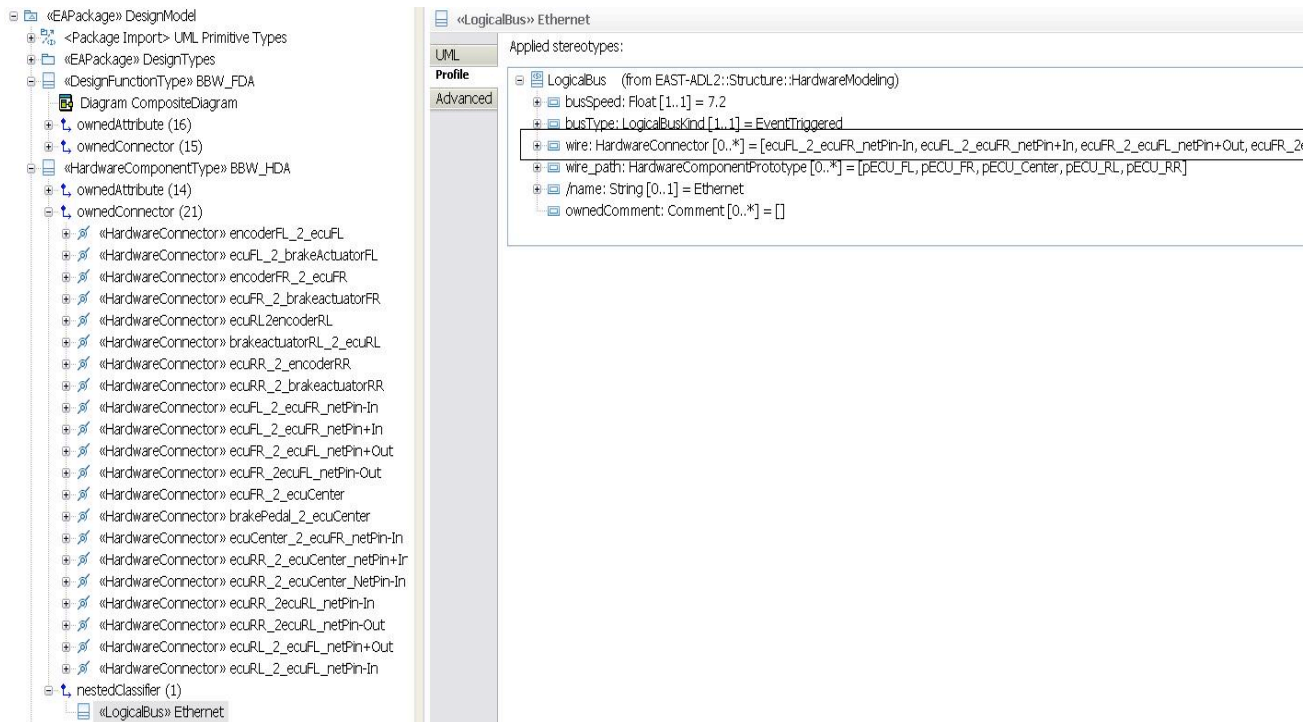 «EAPackage» DesignModel
<Package Import> UML Primitive Types
«EAPackage» DesignTypes
«DesignFunctionType» BBW_FDA
Diagram CompositeDiagram
ownedAttribute (16)
ownedConnector (15)
«HardwareComponentType» BBW_HDA
ownedAttribute (14)
ownedConnector (21)
«HardwareConnector» encoderFL_2_ecuFL
«HardwareConnector» ecuFL_2_brakeActuatorFL
«HardwareConnector» encoderFR_2_ecuFR
«HardwareConnector» ecuFR_2_brakeactuatorFR
«HardwareConnector» ecuRL2encoderRL
«HardwareConnector» brakeactuatorRL_2_ecuRL
«HardwareConnector» ecuRR_2_encoderRR
«HardwareConnector» ecuRR_2_brakeactuatorRR
«HardwareConnector» ecuFL_2_ecuFR_netPin-In
«HardwareConnector» ecuFL_2_ecuFR_netPin+In
«HardwareConnector» ecuFR_2_ecuFL_netPin+Out
«HardwareConnector» ecuFR_2ecuFL_netPin-Out
«HardwareConnector» ecuFR_2_ecuCenter
«HardwareConnector» brakePedal_2_ecuCenter
«HardwareConnector» ecuCenter_2_ecuFR_netPin-In
«HardwareConnector» ecuRR_2_ecuCenter_netPin+In
«HardwareConnector» ecuRR_2_ecuCenter_NetPin-In
«HardwareConnector» ecuRR_2ecuRL_netPin-In
«HardwareConnector» ecuRR_2ecuRL_netPin-Out
«HardwareConnector» ecuRL_2_ecuFL_netPin+Out
«HardwareConnector» ecuRL_2_ecuFL_netPin-In
nestedClassifier (1)
«LogicalBus» Ethernet
«LogicalBus» Ethernet
UML
Profile
Advanced
Applied stereotypes:
LogicalBus (from EAST-ADL2::Structure::HardwareModeling)
busSpeed: Float [1..1] = 7.2
busType: LogicalBusKind [1..1] = EventTriggered
wire: HardwareConnector [0..*] = [ecuFL_2_ecuFR_netPin-In, ecuFL_2_ecuFR_netPin+In, ecuFR_2_ecuFL_netPin+Out, ecuFR_2e
wire_path: HardwareComponentPrototype [0..*] = [pECU_FL, pECU_FR, pECU_Center, pECU_RL, pECU_RR]
/name: String [0..1] = Ethernet
ownedComment: Comment [0..*] = []